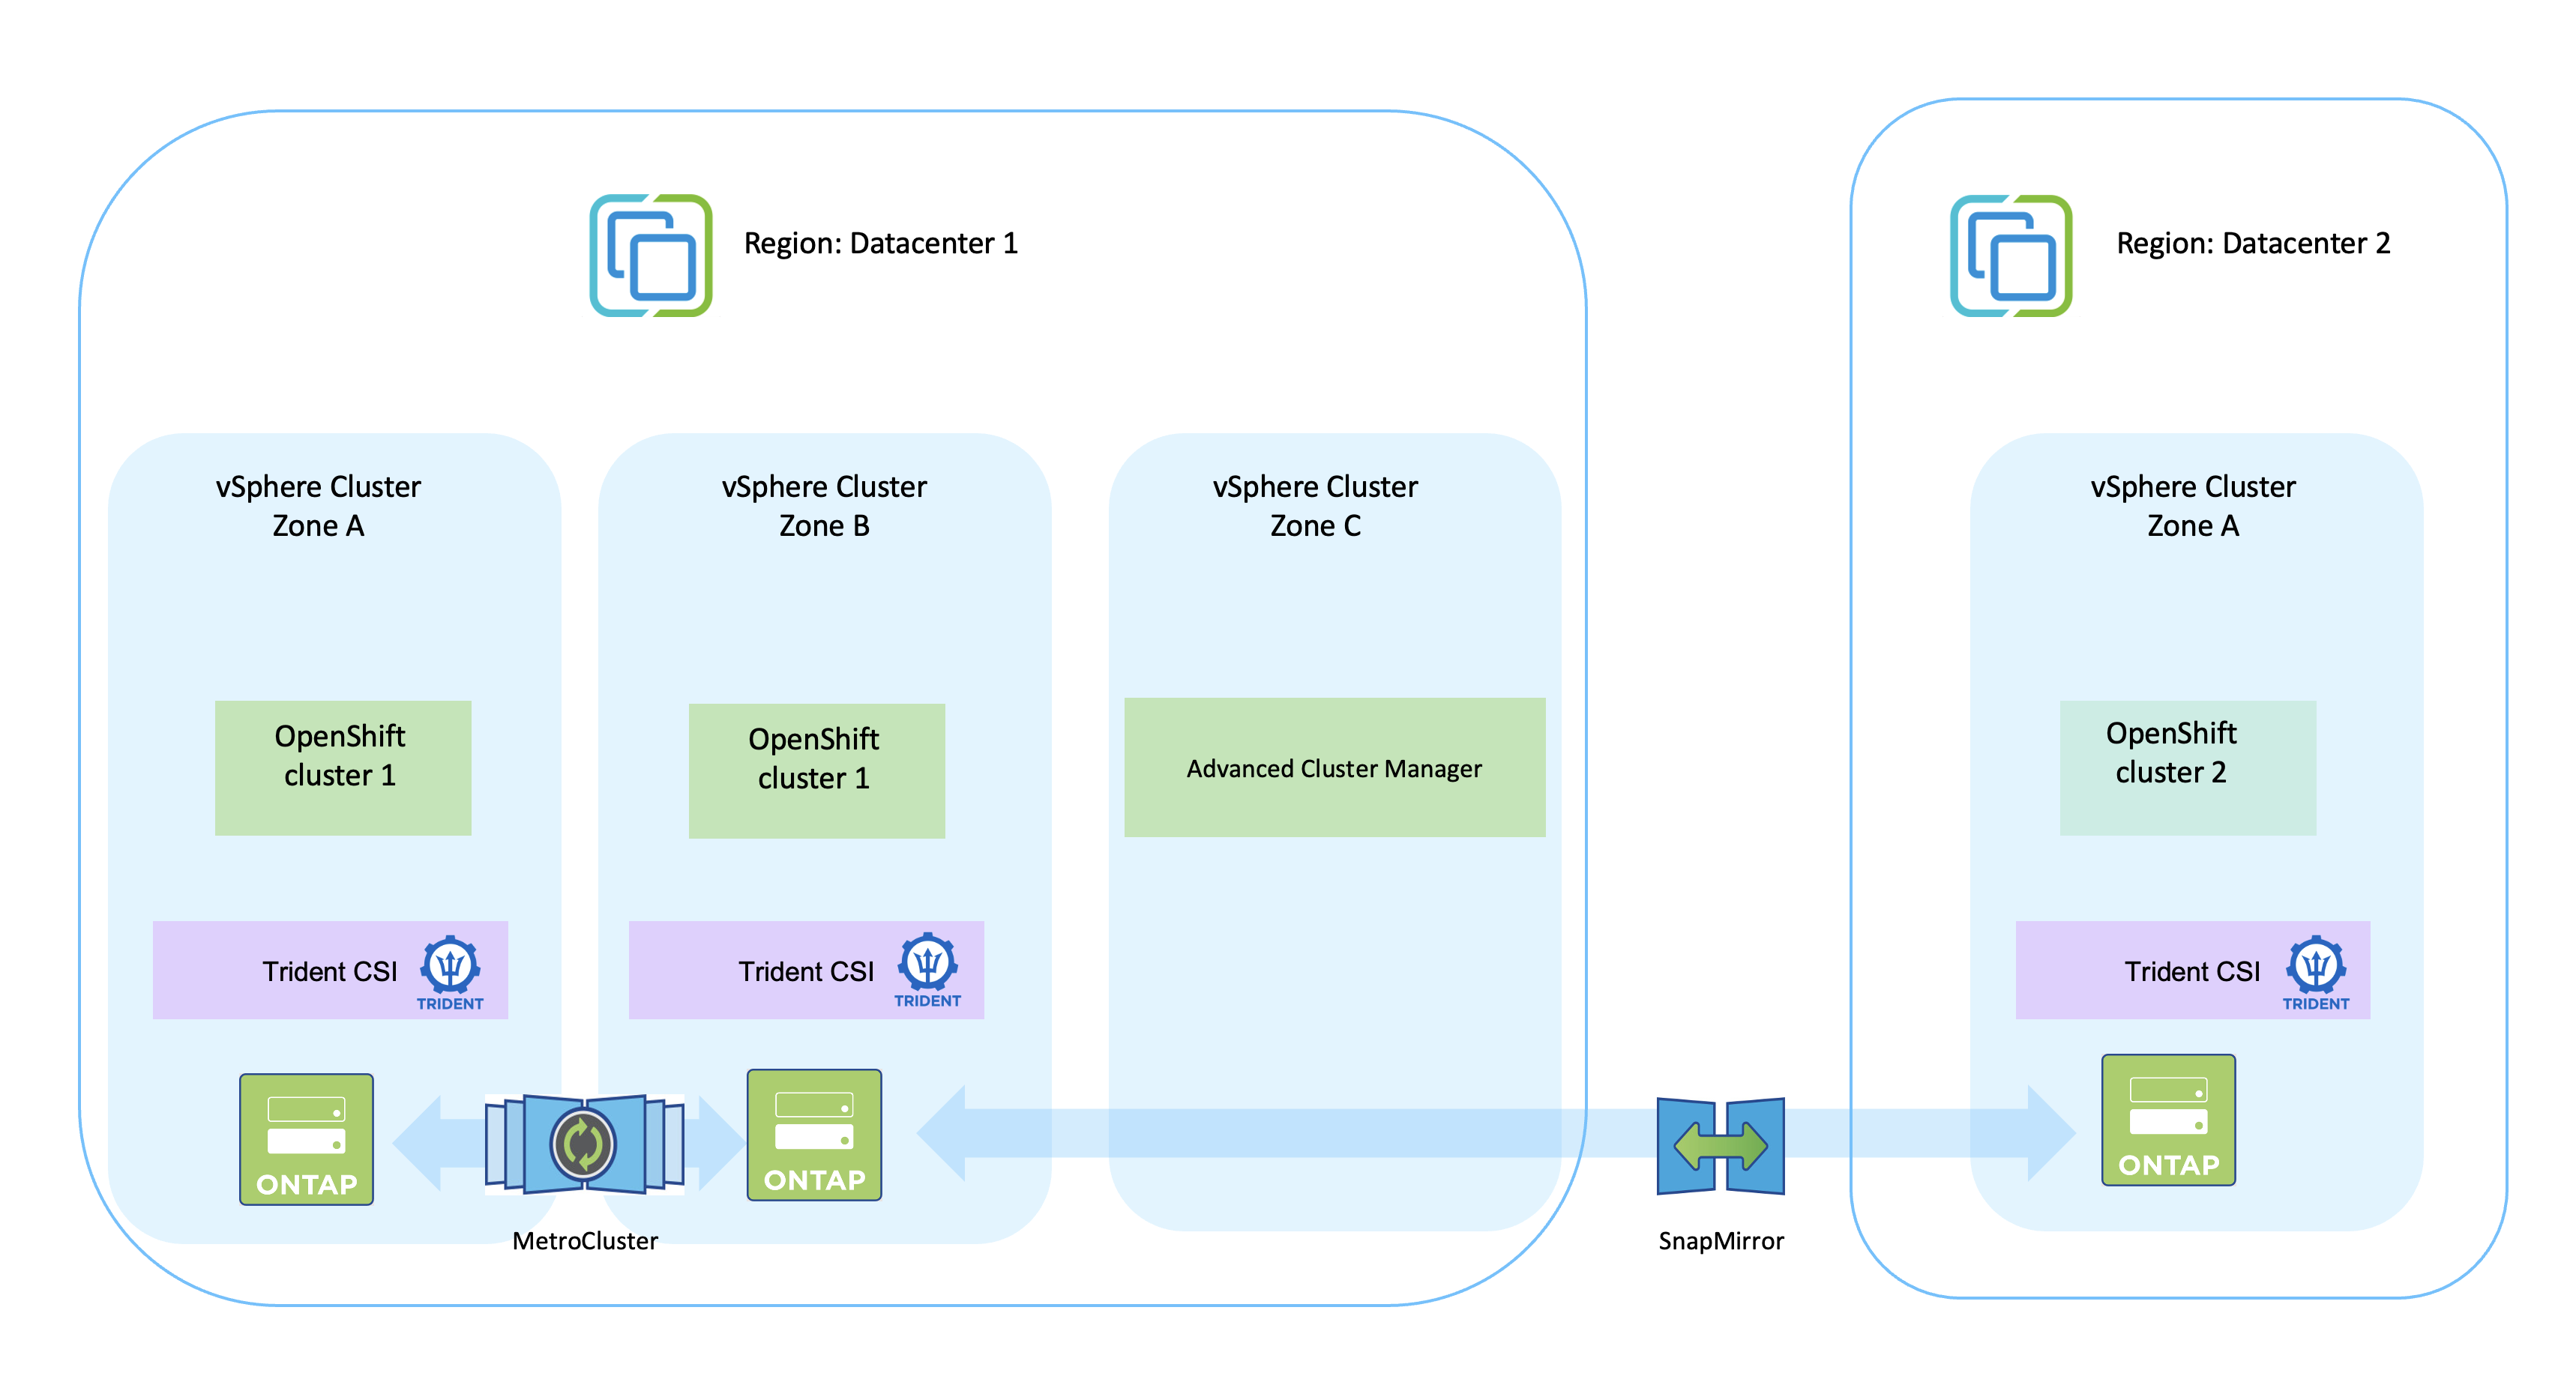 Region: Datacenter 1
Region: Datacenter 2
vSphere Cluster
Zone A
vSphere Cluster
Zone B
vSphere Cluster
Zone C
vSphere Cluster
Zone A
OpenShift
cluster 1
OpenShift
cluster 1
Advanced Cluster Manager
OpenShift
cluster 2
Trident CSI
TRIDENT
Trident CSI
TRIDENT
Trident CSI
TRIDENT
ONTAP
ONTAP
ONTAP
MetroCluster
SnapMirror